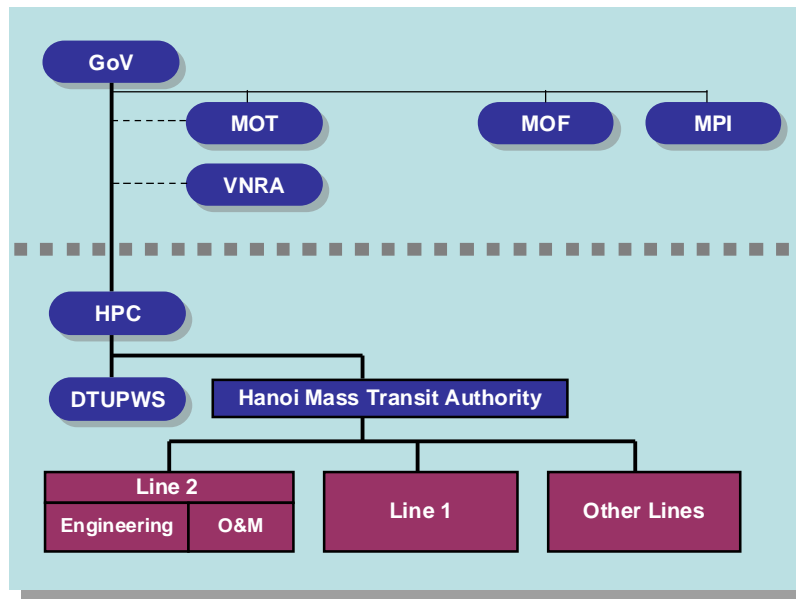 GoV
MOT
MOF
MPI
VNRA
HPC
DTUPWS
Hanoi Mass Transit Authority
Line 2
Engineering
O&M
Line 1
Other Lines